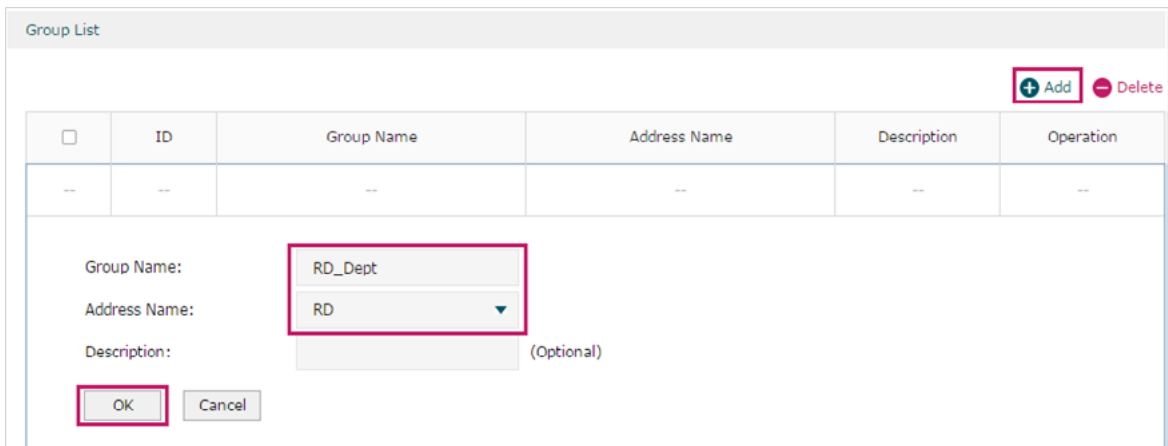 Group List
Add Delete
ID Group Name Address Name Description Operation
-- -- -- -- -- --
Group Name: RD_Dept
Address Name: RD
Description: (Optional)
OK Cancel